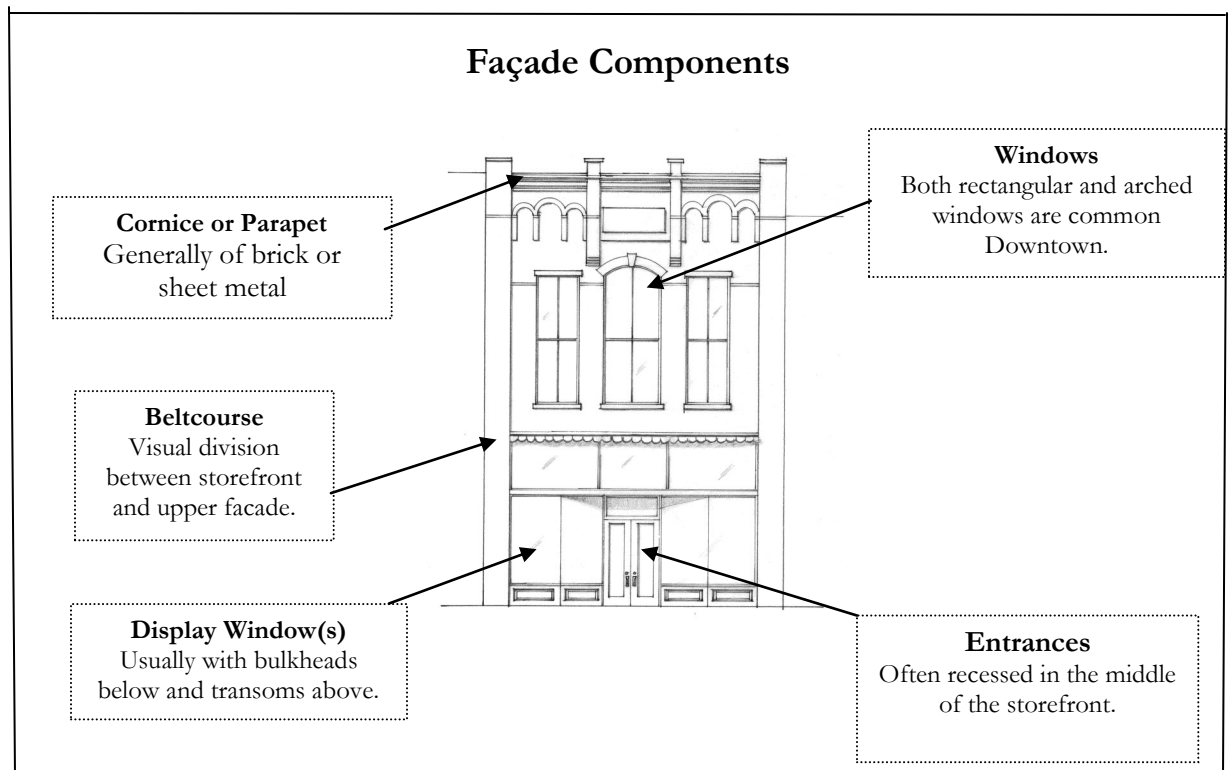 Façade Components
Cornice or Parapet
Generally of brick or
sheet metal
Windows
Both rectangular and arched
windows are common
Downtown.
Beltcourse
Visual division
between storefront
and upper facade.
Display Window(s)
Usually with bulkheads
below and transoms above.
Entrances
Often recessed in the middle
of the storefront.